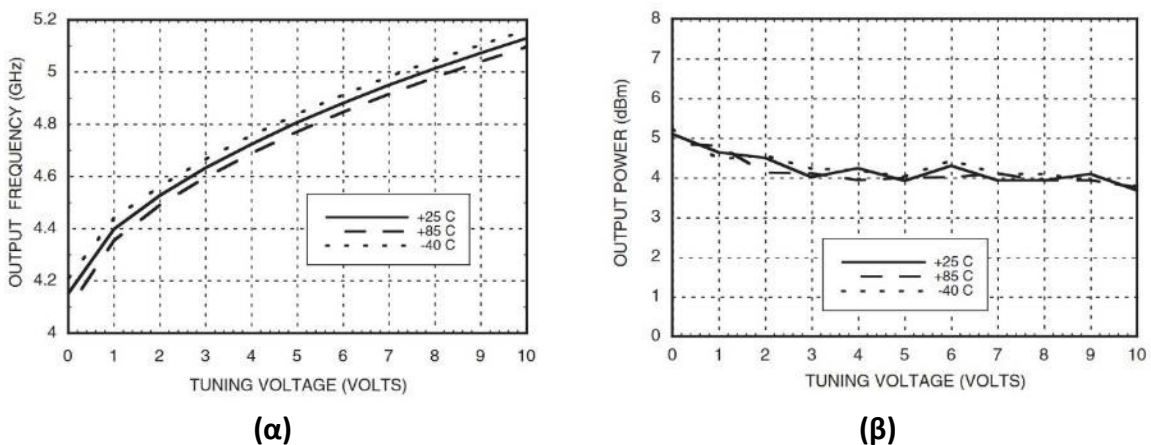 OUTPUT FREQUENCY (GHz)
5.2
5
4.8
4.6
4.4
4.2
4
+25 C
+85 C
-40 C
0 1 2 3 4 5 6 7 8 9 10
TUNING VOLTAGE (VOLTS)
(α)
OUTPUT POWER (dBm)
8
7
6
5
4
3
2
1
0
+25 C
+85 C
-40 C
0 1 2 3 4 5 6 7 8 9 10
TUNING VOLTAGE (VOLTS)
(β)